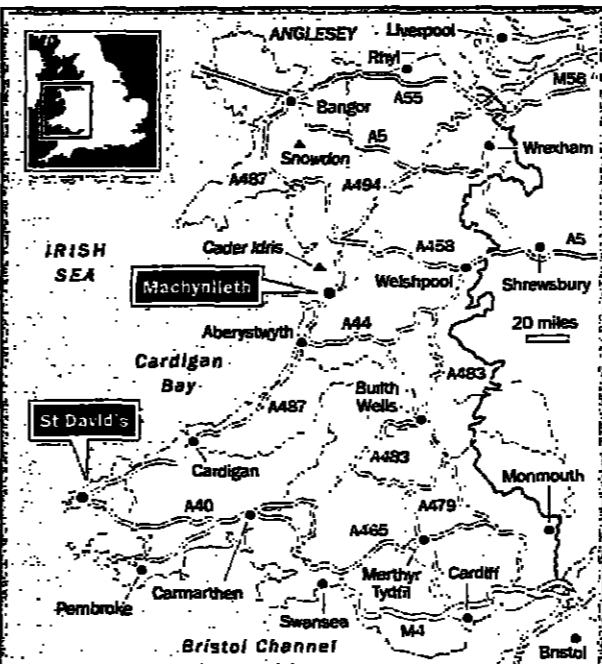 ANGLESEY
Liverpool
Rhyl
M56
Bangor
A55
A5
Snowdon
Wrexham
A487
A494
IRISH
SEA
Cader Idris
A458
A5
Machynlleth
Welshpool
Shrewsbury
20 miles
Aberystwyth
A44
Cardigan
Bay
A483
Builth
Wells
A487
St David's
Cardigan
A483
Monmouth
A40
A479
A465
Pembroke
Carmarthen
Merthyr
Tydfil
Cardiff
Swansea
M4
Bristol Channel
Bristol